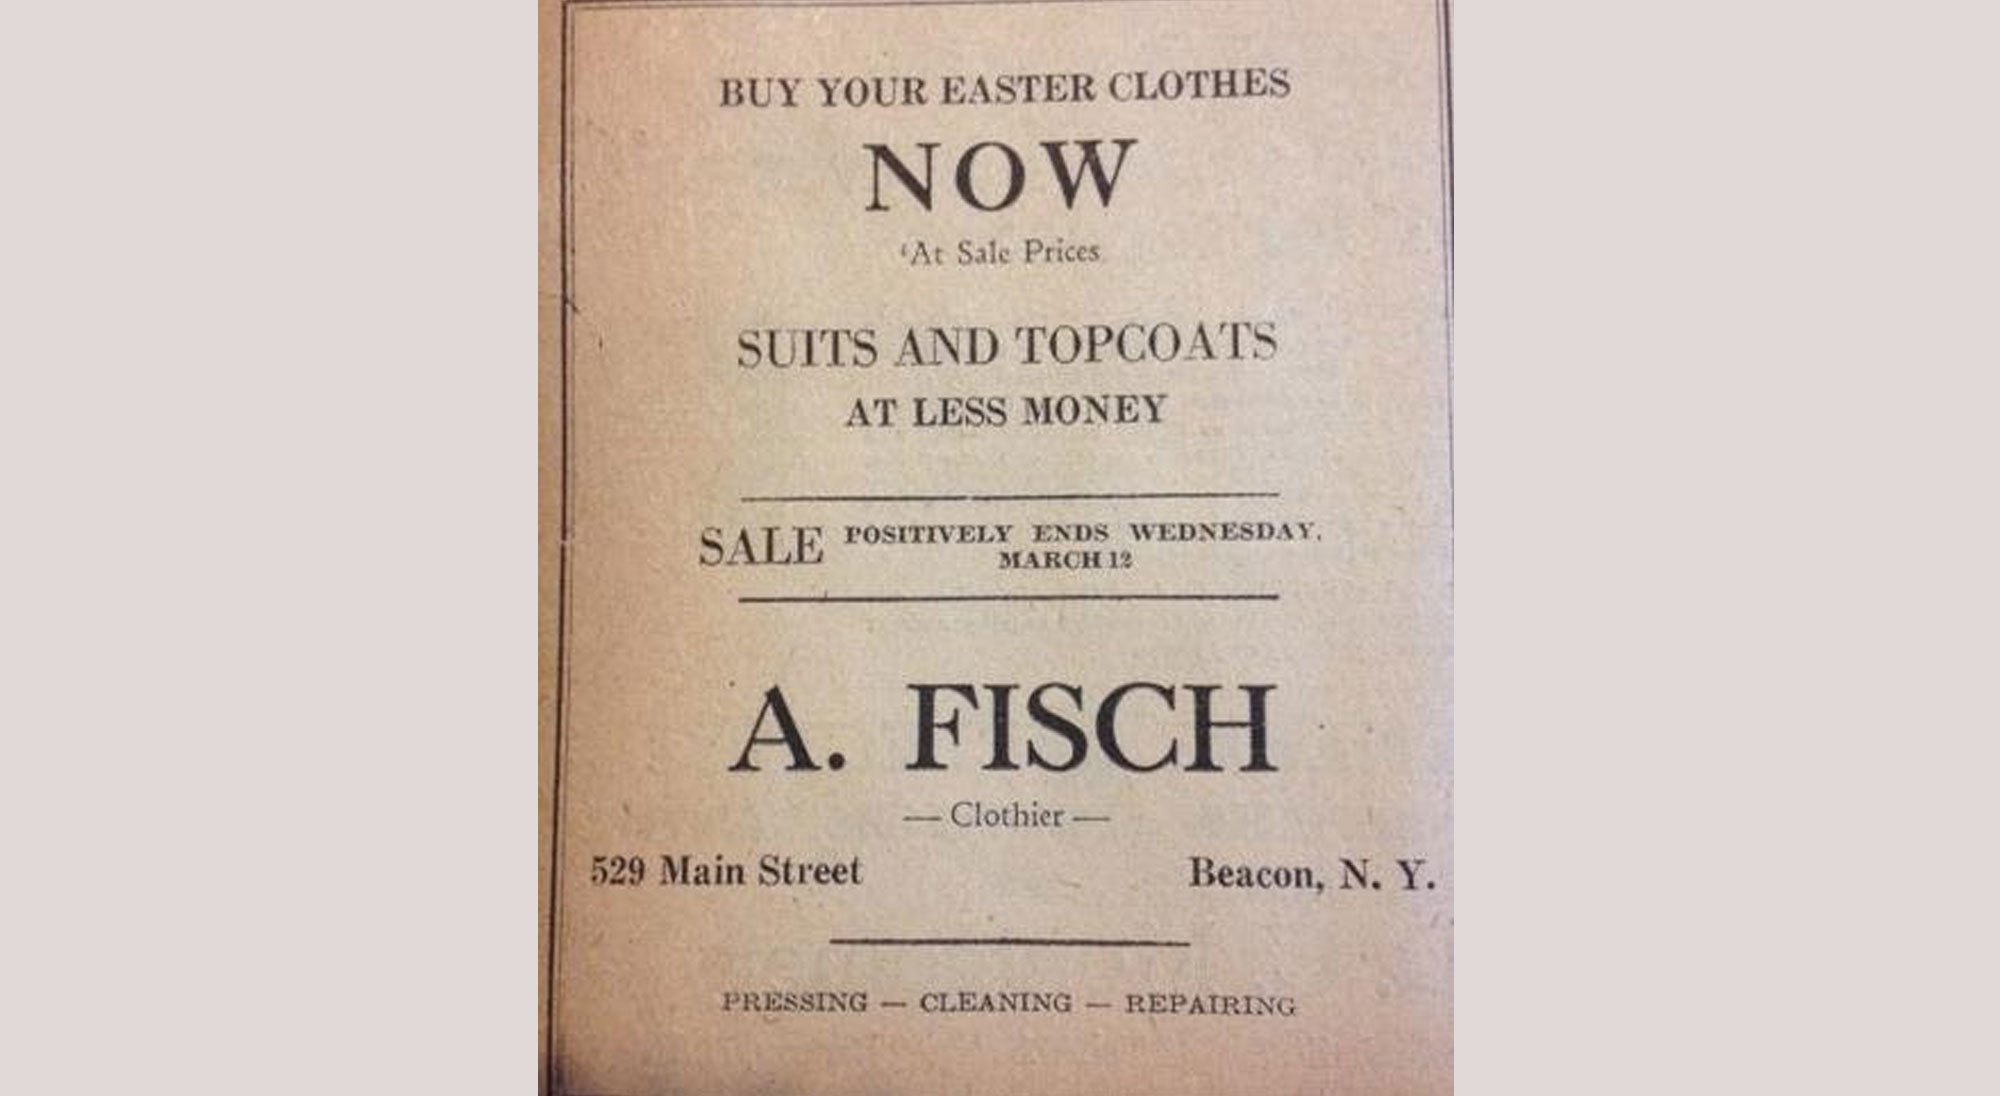 BUY YOUR EASTER CLOTHES
NOW
'At Sale Prices
SUITS AND TOPCOATS
AT LESS MONEY
SALE POSITIVELY ENDS WEDNESDAY,
MARCH 12
A. FISCH
— Clothier —
529 Main Street Beacon, N. Y.
PRESSING — CLEANING — REPAIRING